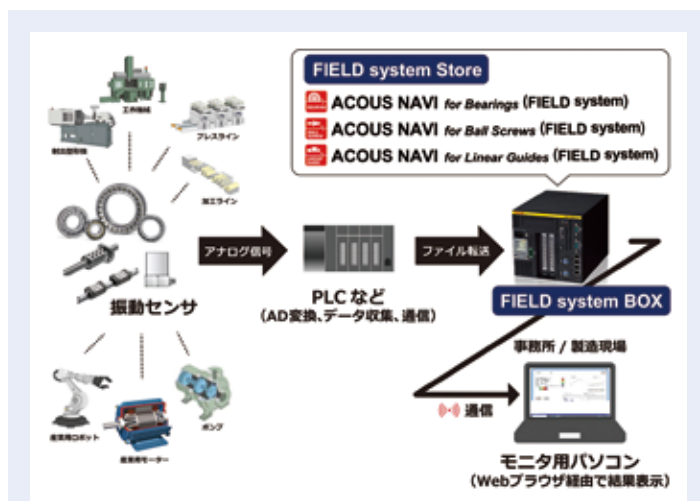 FIELD system Store
ACOUS NAVI for Bearings (FIELD system)
ACOUS NAVI for Ball Screws (FIELD system)
ACOUS NAVI for Linear Guides (FIELD system)
工作機械
射出成形機
プレスライン
加工ライン
振動センサ
アナログ信号
PLC など
(AD変換、データ収集、通信)
ファイル転送
FIELD system BOX
事務所 / 製造現場
通信
モニタ用パソコン
(Webブラウザ経由で結果表示)
産業用ロボット
産業用モーター
ポンプ